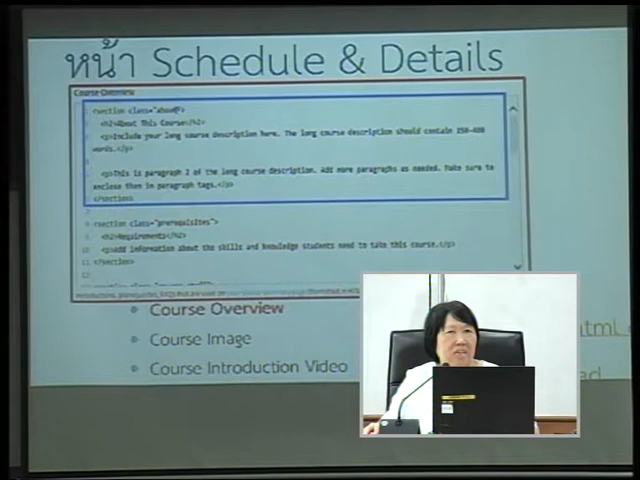 หน้า Schedule & Details
Course Overview
<section class="about">
<h2>About This Course</h2>
<p>Include your long course description here. The long course description should contain 150-400
words.</p>
<p>This is paragraph 2 of the long course description. Add more paragraphs as needed. Make sure to
enclose them in paragraph tags.</p>
</section>
<section class="prerequisites">
<h2>Requirements</h2>
<p>Add information about the skills and knowledge students need to take this course.</p>
</section>
Course Overview
html
Course Image
Course Introduction Video